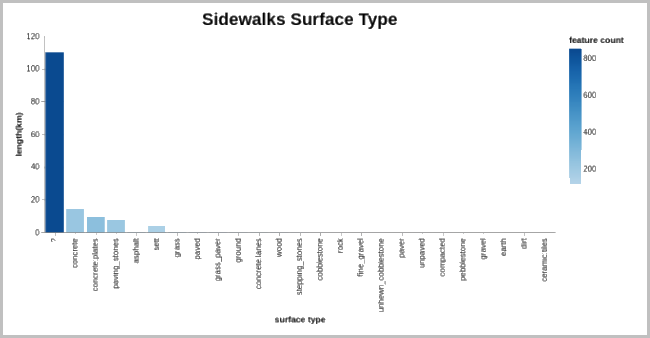 Sidewalks Surface Type
feature count
800
600
400
200
length(km)
120
100
80
60
40
20
0
?
concrete
concrete:plates
paving_stones
asphalt
sett
grass
paved
grass_paver
ground
concrete:lanes
wood
stepping_stones
cobblestone
rock
fine_gravel
unhewn_cobblestone
paver
unpaved
compacted
pebblestone
gravel
earth
dirt
ceramic:tiles
surface type